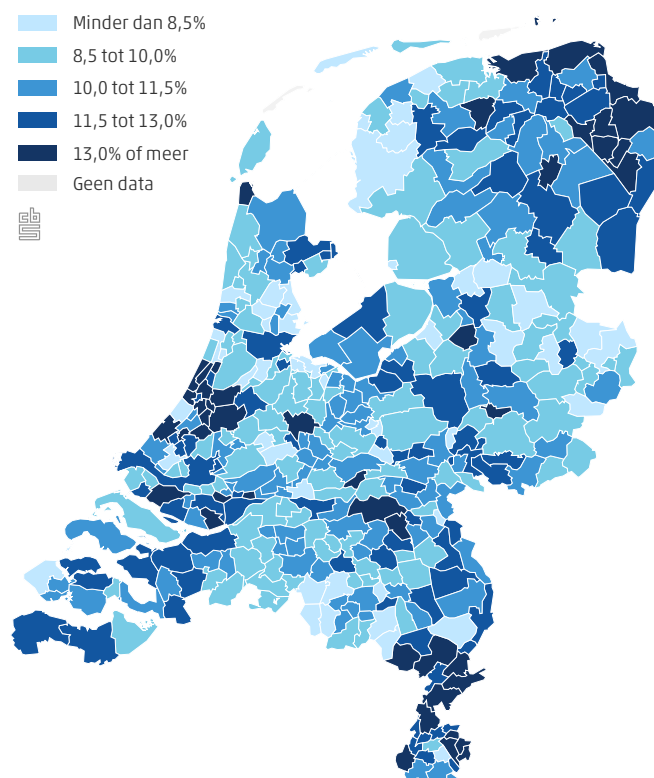 Minder dan 8,5%
8,5 tot 10,0%
10,0 tot 11,5%
11,5 tot 13,0%
13,0% of meer
Geen data
cbs